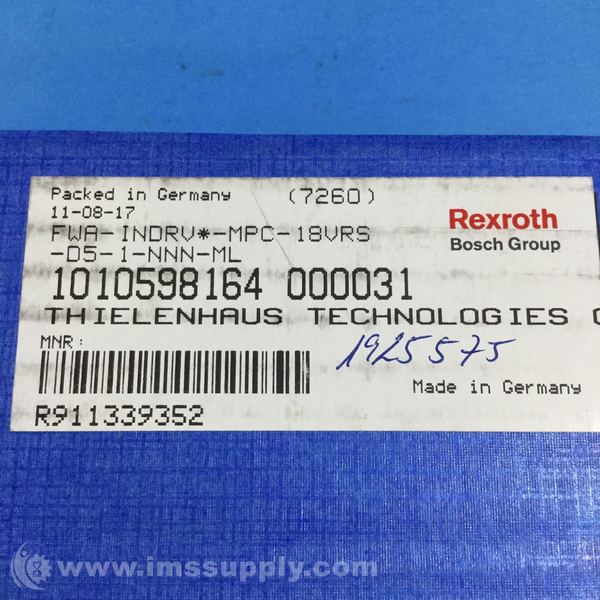 Packed in Germany (7260)
11-08-17
FWA-INDRV*-MPC-18VRS
-D5-1-NNN-ML
Rexroth
Bosch Group
1010598164 000031
THIELENHAUS TECHNOLOGIES
MNR:
1925575
Made in Germany
R911339352
www.imssupply.com